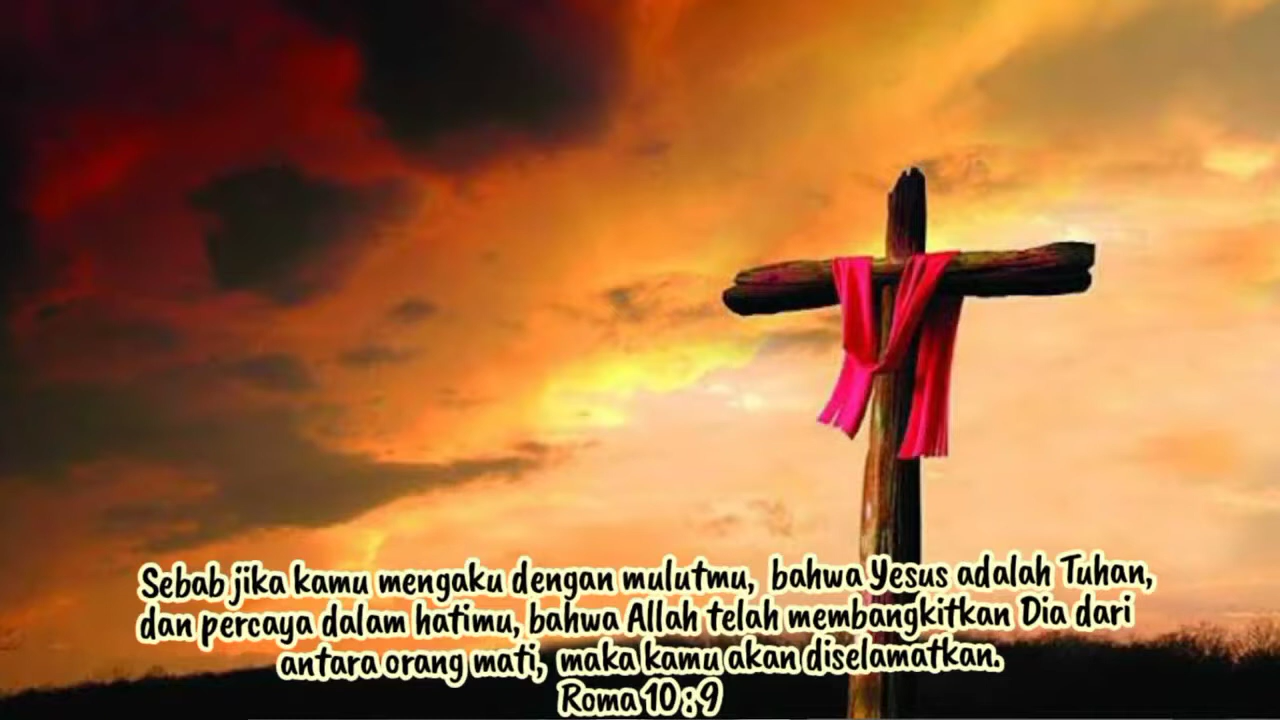 Sebab jika kamu mengaku dengan mulutmu, bahwa Yesus adalah Tuhan,
dan percaya dalam hatimu, bahwa Allah telah membangkitkan Dia dari
antara orang mati, maka kamu akan diselamatkan.
Roma 10:9